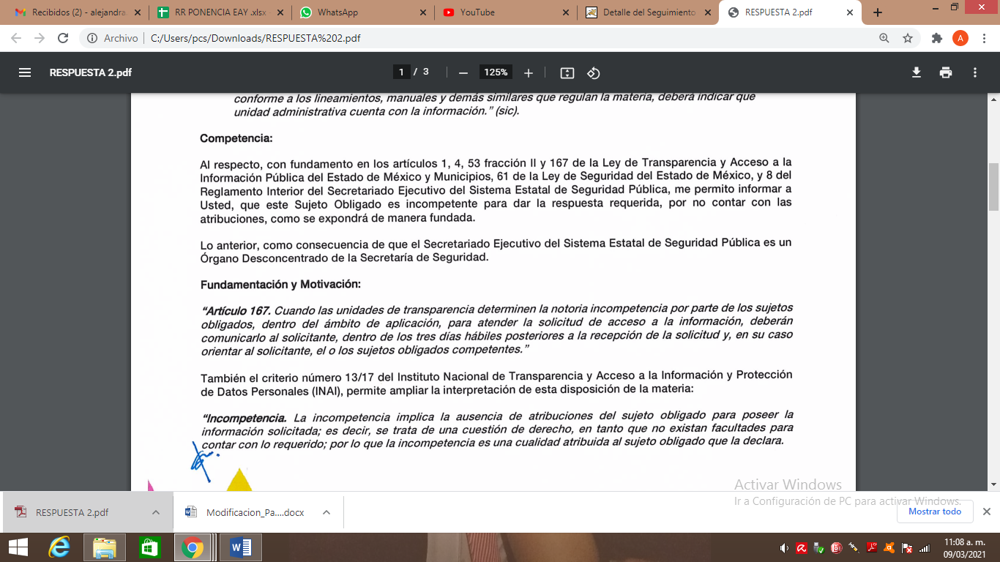 Recibidos (2) - alejandra
RR PONENCIA EAY .xlsx
WhatsApp
YouTube
Detalle del Seguimiento
RESPUESTA 2.pdf
Archivo
C:/Users/pcs/Downloads/RESPUESTA%202.pdf
A
RESPUESTA 2.pdf
1 / 3
125%
conforme a los lineamientos, manuales y demás similares que regulan la materia, deberá indicar que
unidad administrativa cuenta con la información.” (sic).
Competencia:
Al respecto, con fundamento en los artículos 1, 4, 53 fracción II y 167 de la Ley de Transparencia y Acceso a la
Información Pública del Estado de México y Municipios, 61 de la Ley de Seguridad del Estado de México, y 8 del
Reglamento Interior del Secretariado Ejecutivo del Sistema Estatal de Seguridad Pública, me permito informar a
Usted, que este Sujeto Obligado es incompetente para dar la respuesta requerida, por no contar con las
atribuciones, como se expondrá de manera fundada.
Lo anterior, como consecuencia de que el Secretariado Ejecutivo del Sistema Estatal de Seguridad Pública es un
Órgano Desconcentrado de la Secretaría de Seguridad.
Fundamentación y Motivación:
“Artículo 167. Cuando las unidades de transparencia determinen la notoria incompetencia por parte de los sujetos
obligados, dentro del ámbito de aplicación, para atender la solicitud de acceso a la información, deberán
comunicarlo al solicitante, dentro de los tres días hábiles posteriores a la recepción de la solicitud y, en su caso
orientar al solicitante, el o los sujetos obligados competentes.”
También el criterio número 13/17 del Instituto Nacional de Transparencia y Acceso a la Información y Protección
de Datos Personales (INAI), permite ampliar la interpretación de esta disposición de la materia:
“Incompetencia. La incompetencia implica la ausencia de atribuciones del sujeto obligado para poseer la
información solicitada; es decir, se trata de una cuestión de derecho, en tanto que no existan facultades para
contar con lo requerido; por lo que la incompetencia es una cualidad atribuida al sujeto obligado que la declara.
Activar Windows
Ir a Configuración de PC para activar Windows.
RESPUESTA 2.pdf
Modificacion_Pa....docx
Mostrar todo
11:08 a. m.
09/03/2021